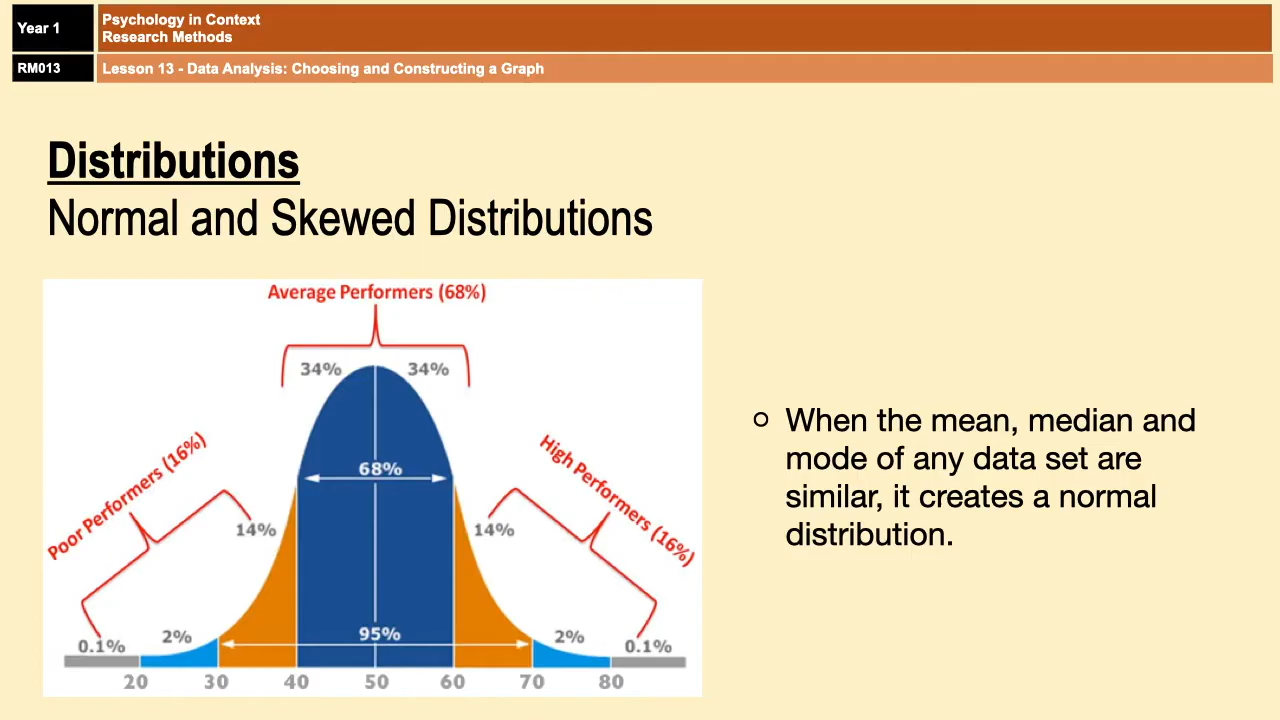 Year 1
Psychology in Context
Research Methods
RM013
Lesson 13 - Data Analysis: Choosing and Constructing a Graph
Distributions
Normal and Skewed Distributions
Average Performers (68%)
34%
34%
Poor Performers (16%)
High Performers (16%)
68%
14%
14%
0.1%
2%
95%
2%
0.1%
20
30
40
50
60
70
80
When the mean, median and
mode of any data set are
similar, it creates a normal
distribution.